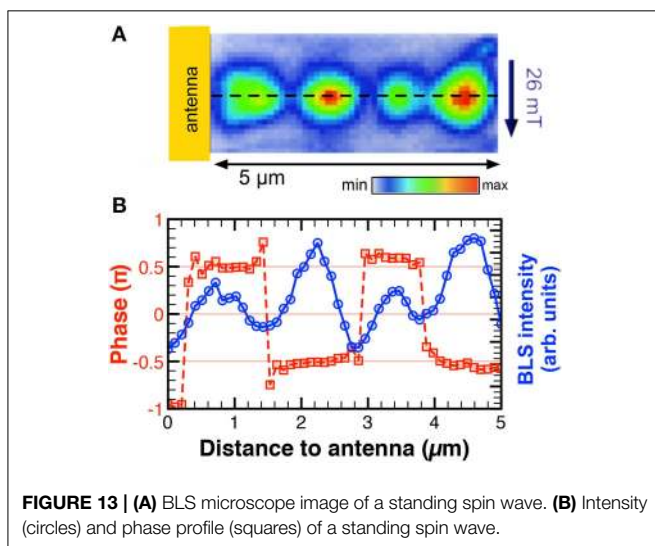 A
antenna
26 mT
5 μm
min
max
B
1
0.5
0
-0.5
-1
Phase (π)
BLS intensity
(arb. units)
0 1 2 3 4 5
Distance to antenna (μm)
FIGURE 13 | (A) BLS microscope image of a standing spin wave. (B) Intensity
(circles) and phase profile (squares) of a standing spin wave.